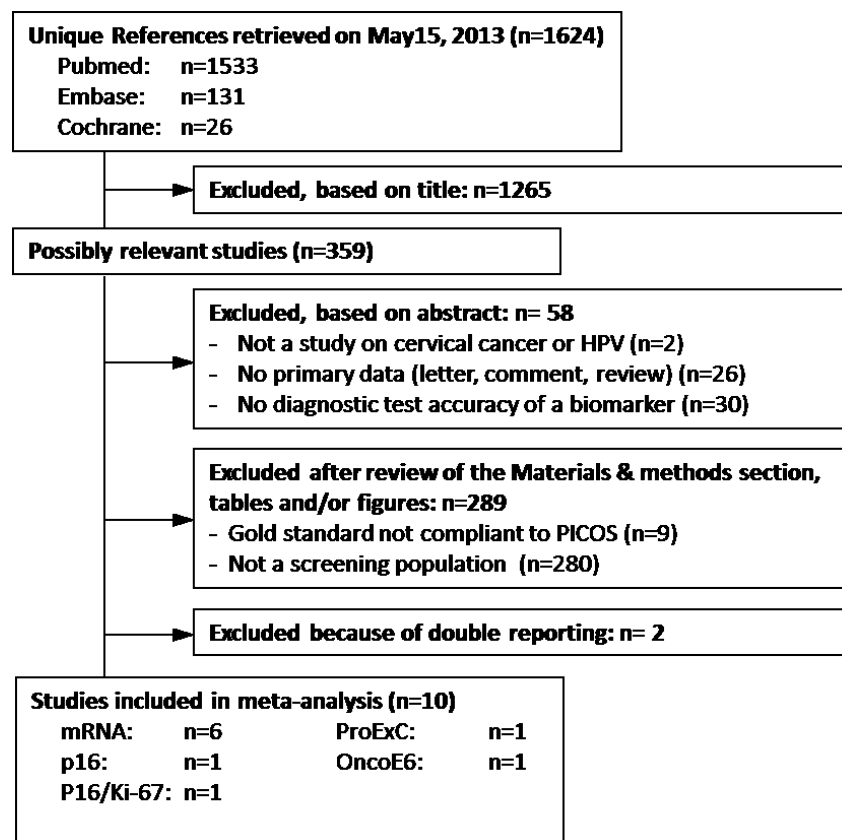 Unique References retrieved on May15, 2013 (n=1624)
Pubmed: n=1533
Embase: n=131
Cochrane: n=26
Excluded, based on title: n=1265
Possibly relevant studies (n=359)
Excluded, based on abstract: n= 58
- Not a study on cervical cancer or HPV (n=2)
- No primary data (letter, comment, review) (n=26)
- No diagnostic test accuracy of a biomarker (n=30)
Excluded after review of the Materials & methods section,
tables and/or figures: n=289
- Gold standard not compliant to PICOS (n=9)
- Not a screening population (n=280)
Excluded because of double reporting: n= 2
Studies included in meta-analysis (n=10)
mRNA: n=6 ProExC: n=1
p16: n=1 OncoE6: n=1
P16/Ki-67: n=1